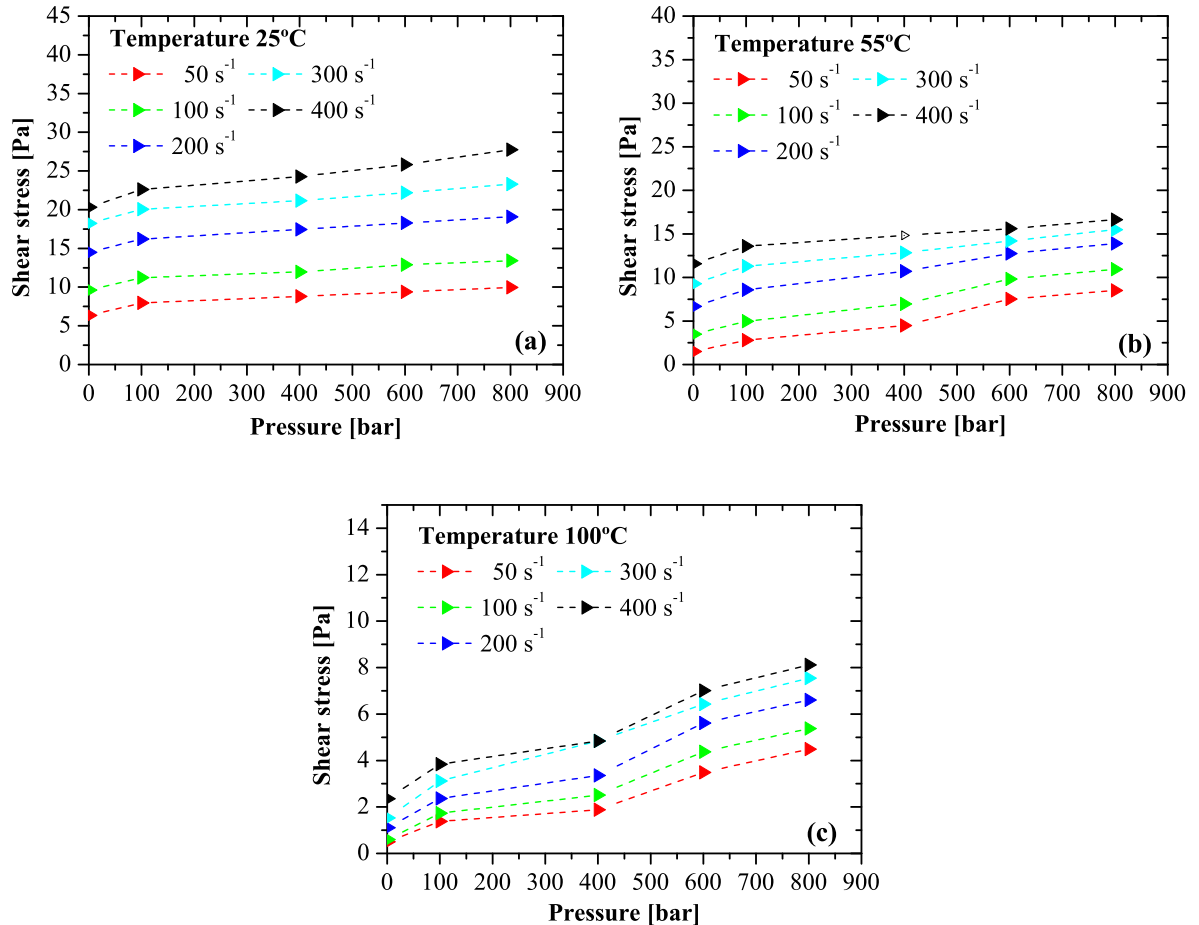 45
40
35
30
25
20
15
10
5
0
Shear stress [Pa]
Temperature 25ºC
50 s⁻¹ 300 s⁻¹
100 s⁻¹ 400 s⁻¹
200 s⁻¹
(a)
0 100 200 300 400 500 600 700 800 900
Pressure [bar]
40
35
30
25
20
15
10
5
0
Shear stress [Pa]
Temperature 55ºC
50 s⁻¹ 300 s⁻¹
100 s⁻¹ 400 s⁻¹
200 s⁻¹
(b)
0 100 200 300 400 500 600 700 800 900
Pressure [bar]
14
12
10
8
6
4
2
0
Shear stress [Pa]
Temperature 100ºC
50 s⁻¹ 300 s⁻¹
100 s⁻¹ 400 s⁻¹
200 s⁻¹
(c)
0 100 200 300 400 500 600 700 800 900
Pressure [bar]